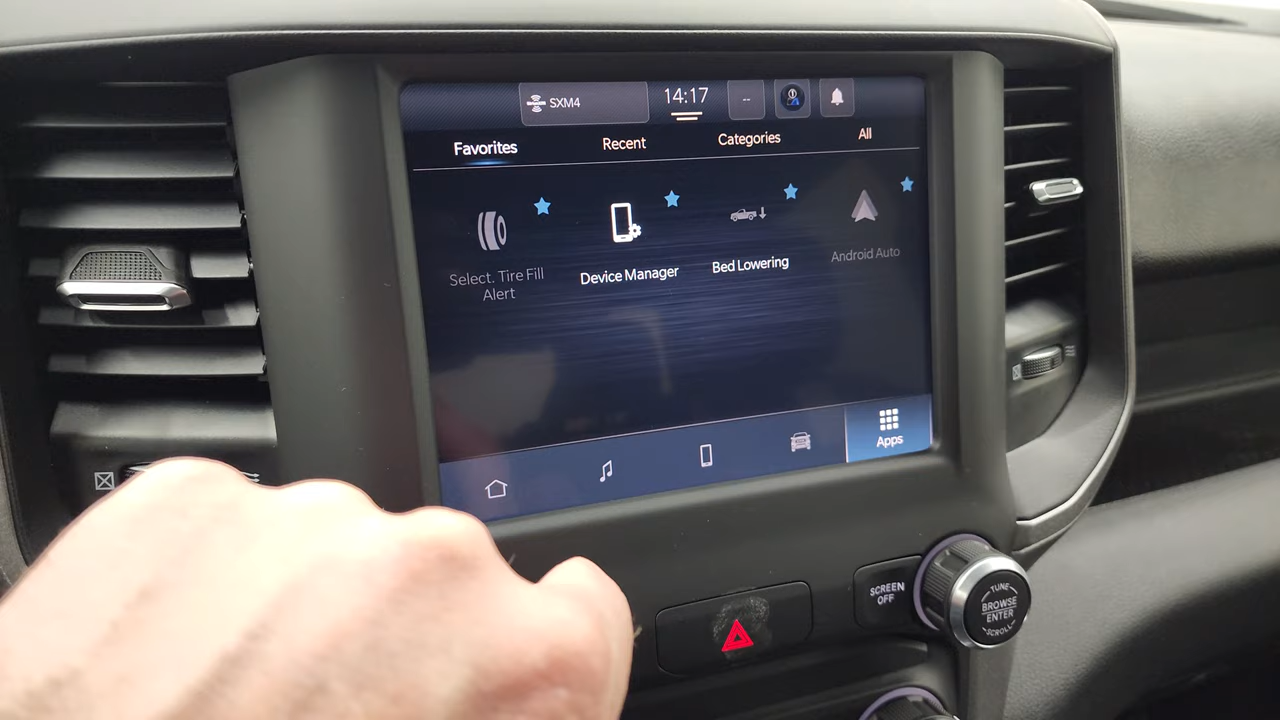 SXM4
14:17
--
Favorites
Recent
Categories
All
Select. Tire Fill
Alert
Device Manager
Bed Lowering
Android Auto
Apps
SCREEN
OFF
TUNE
BROWSE
ENTER
SCROLL